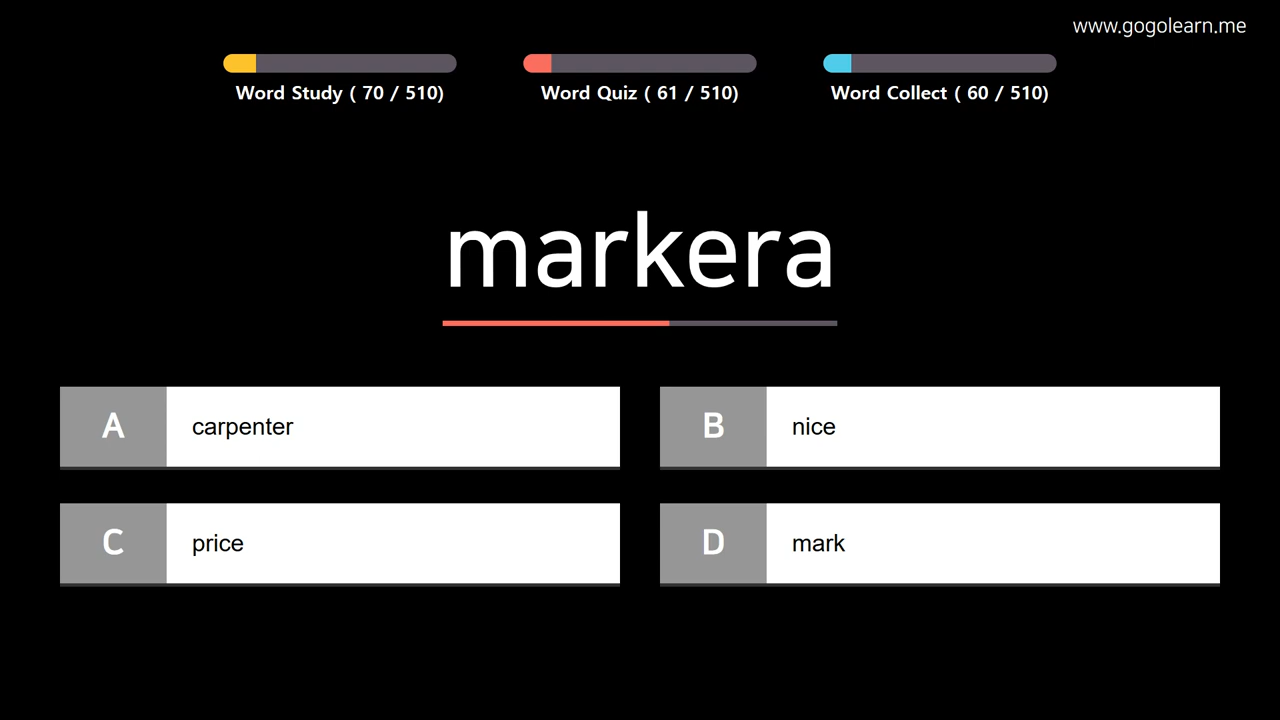 www.gogolearn.me
Word Study ( 70 / 510)
Word Quiz ( 61 / 510)
Word Collect ( 60 / 510)
markera
A carpenter
B nice
C price
D mark